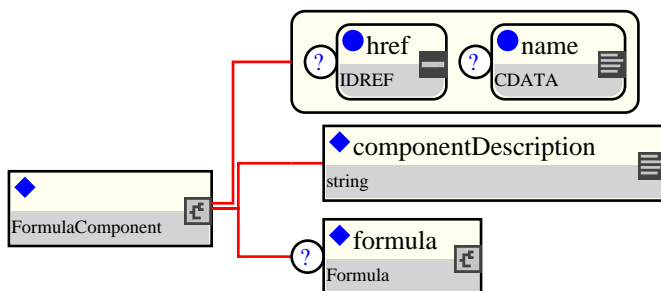 ? href
IDREF
? name
CDATA
componentDescription
string
FormulaComponent
? formula
Formula